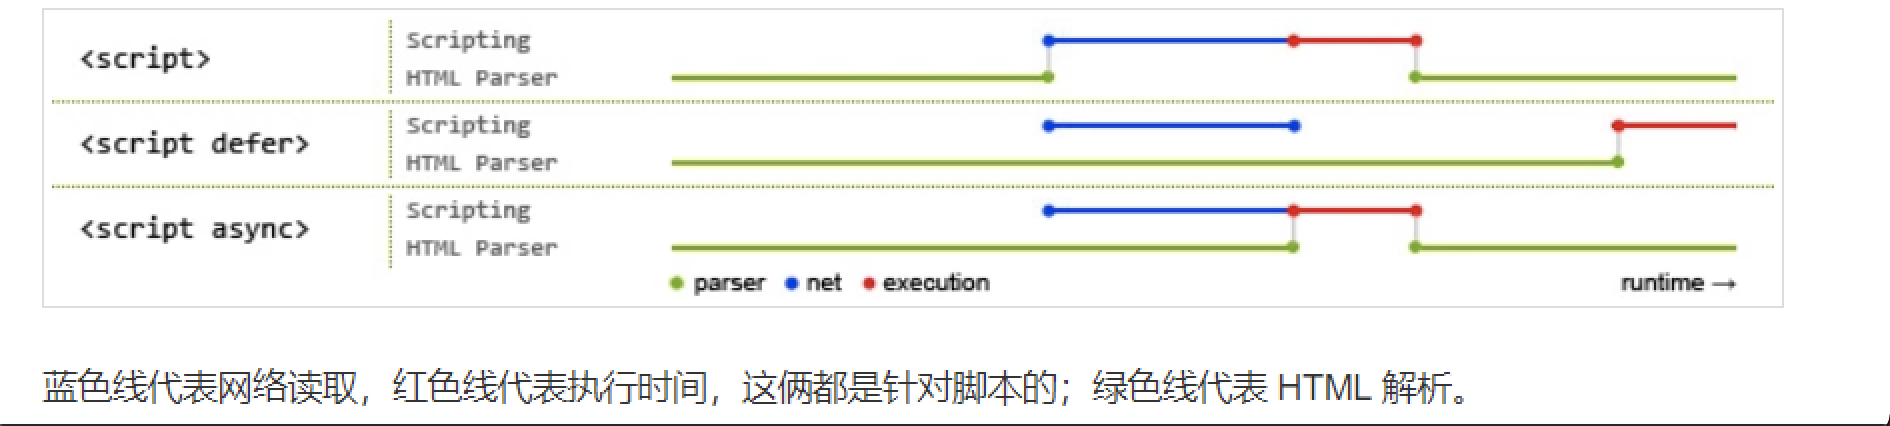 <script>
Scripting
HTML Parser
<script defer>
Scripting
HTML Parser
<script async>
Scripting
HTML Parser
parser net execution
runtime →
蓝色线代表网络读取，红色线代表执行时间，这俩都是针对脚本的；绿色线代表 HTML 解析。